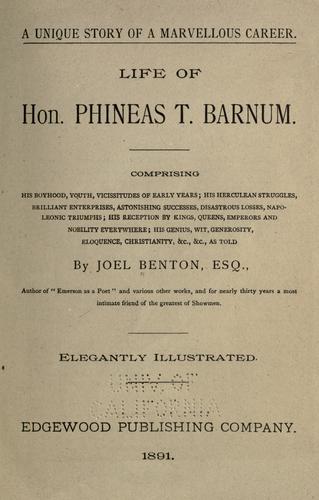 A UNIQUE STORY OF A MARVELLOUS CAREER.
LIFE OF
Hon. PHINEAS T. BARNUM.
COMPRISING
HIS BOYHOOD, YOUTH, VICISSITUDES OF EARLY YEARS; HIS HERCULEAN STRUGGLES,
BRILLIANT ENTERPRISES, ASTONISHING SUCCESSES, DISASTROUS LOSSES, NAPO-
LEONIC TRIUMPHS; HIS RECEPTION BY KINGS, QUEENS, EMPERORS AND
NOBILITY EVERYWHERE; HIS GENIUS, WIT, GENEROSITY,
ELOQUENCE, CHRISTIANITY, &c., &c., AS TOLD
By JOEL BENTON, ESQ.,
Author of "Emerson as a Poet" and various other works, and for nearly thirty years a most
intimate friend of the greatest of Showmen.
ELEGANTLY ILLUSTRATED.
UNIV. OF
CALIFORNIA
EDGEWOOD PUBLISHING COMPANY.
1891.